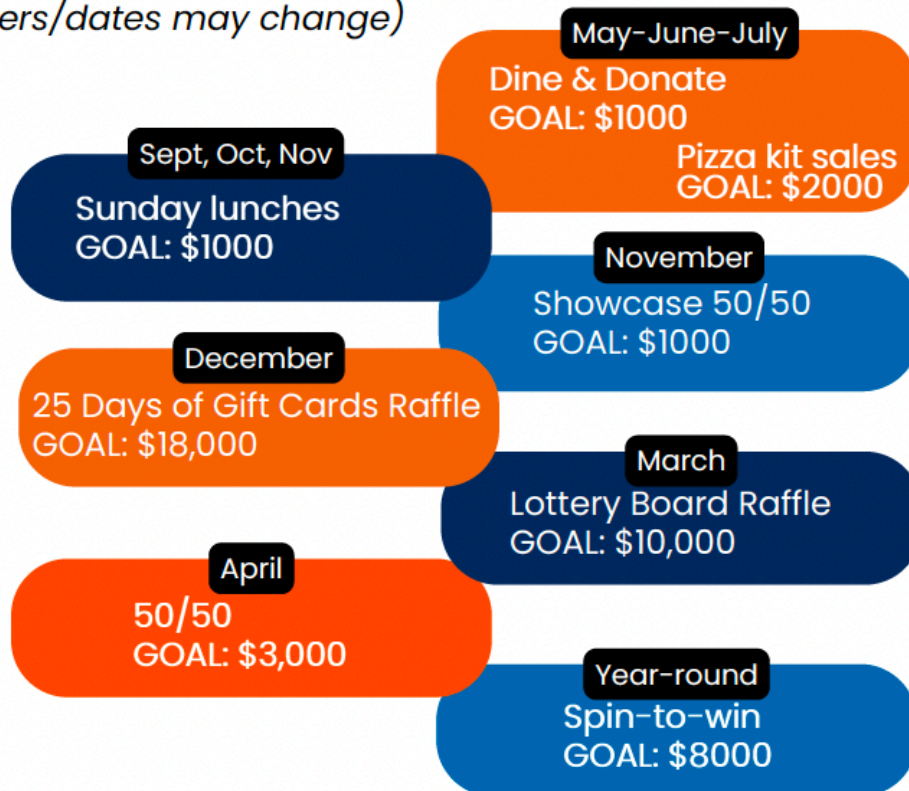 ers/dates may change)
May-June-July
Dine & Donate
GOAL: $1000
Pizza kit sales
GOAL: $2000
Sept, Oct, Nov
Sunday lunches
GOAL: $1000
November
Showcase 50/50
GOAL: $1000
December
25 Days of Gift Cards Raffle
GOAL: $18,000
March
Lottery Board Raffle
GOAL: $10,000
April
50/50
GOAL: $3,000
Year-round
Spin-to-win
GOAL: $8000